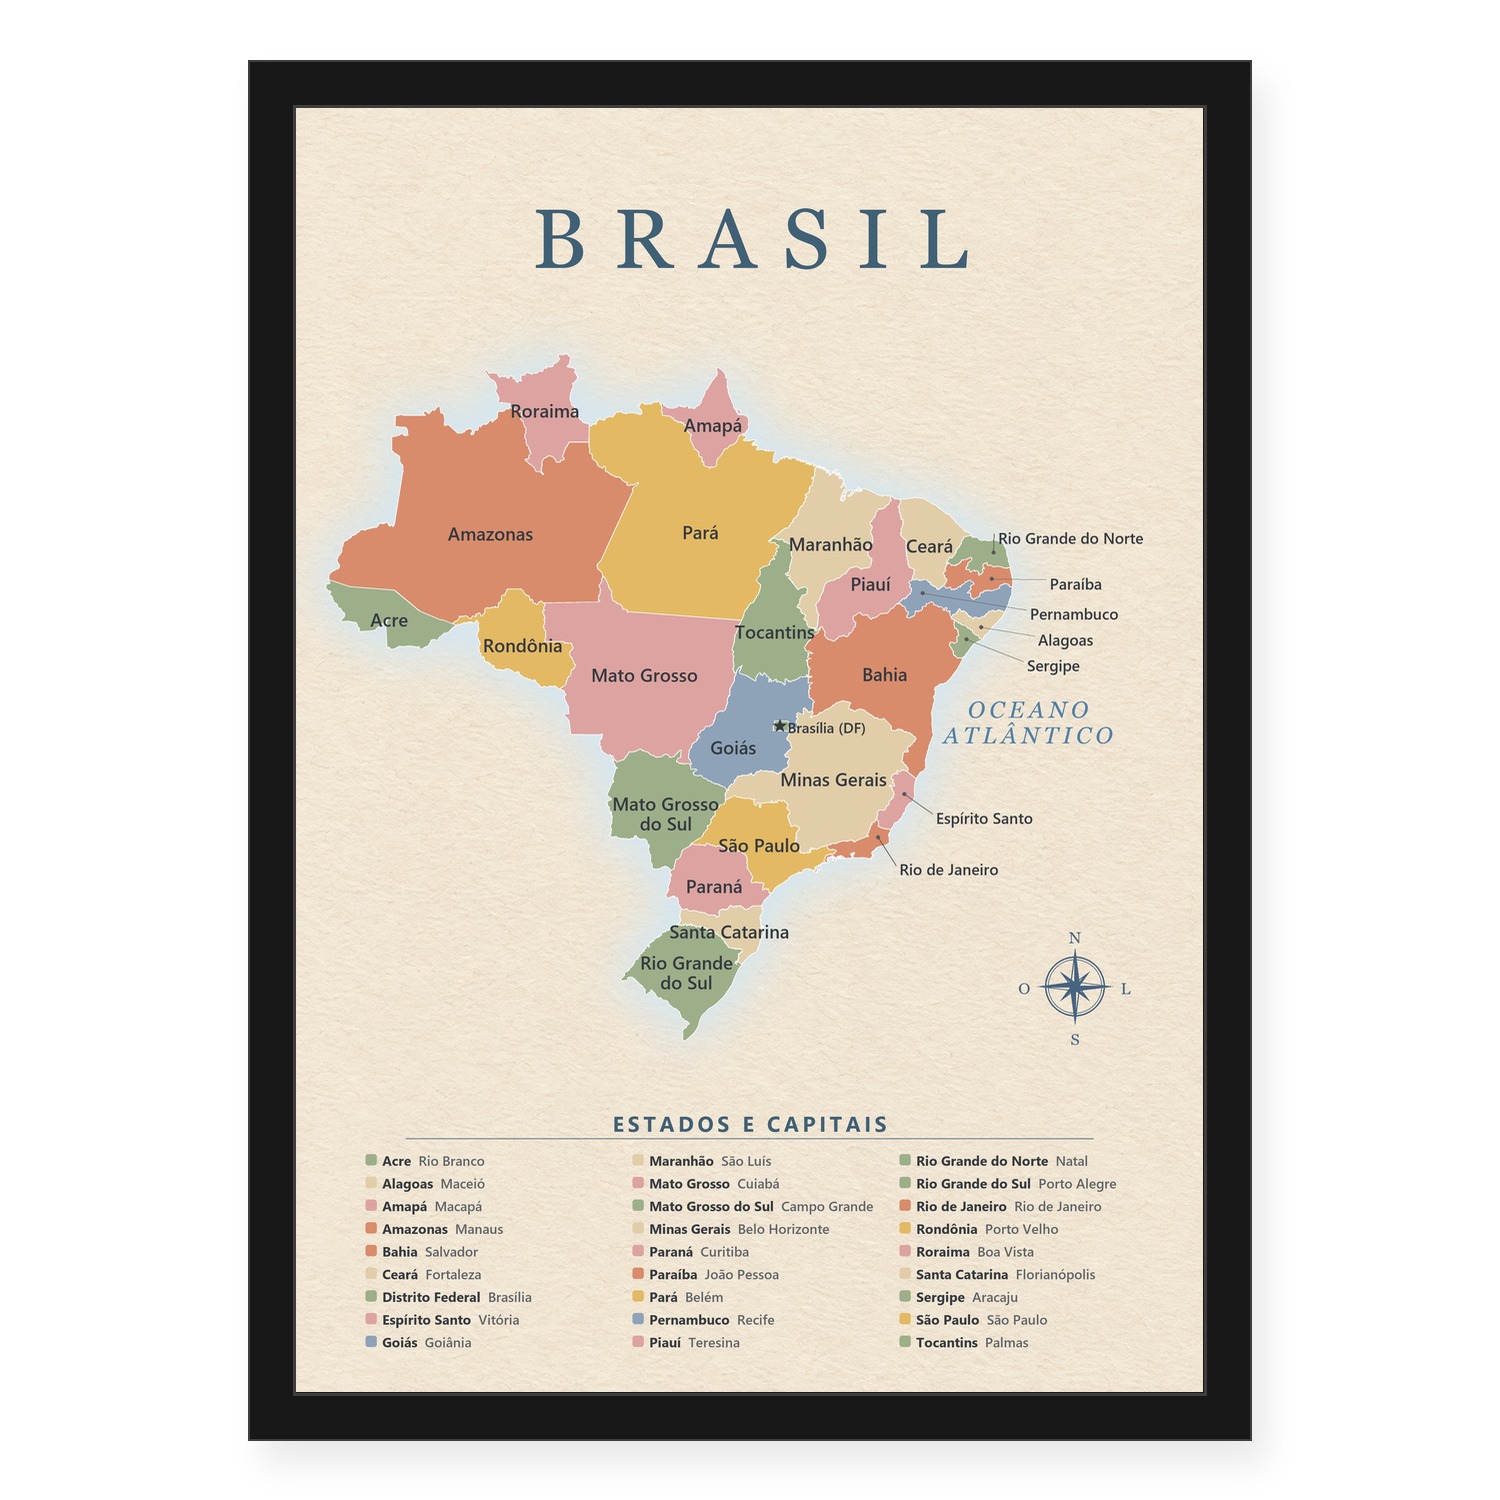 BRASIL
Roraima
Amapá
Amazonas
Pará
Maranhão
Ceará
Rio Grande do Norte
Piauí
Paraíba
Pernambuco
Acre
Tocantins
Alagoas
Rondônia
Sergipe
Mato Grosso
Bahia
OCEANO
ATLÂNTICO
Brasília (DF)
Goiás
Minas Gerais
Mato Grosso
do Sul
Espírito Santo
São Paulo
Rio de Janeiro
Paraná
Santa Catarina
Rio Grande
do Sul
N
O
L
S
ESTADOS E CAPITAIS
Acre Rio Branco
Alagoas Maceió
Amapá Macapá
Amazonas Manaus
Bahia Salvador
Ceará Fortaleza
Distrito Federal Brasília
Espírito Santo Vitória
Goiás Goiânia
Maranhão São Luís
Mato Grosso Cuiabá
Mato Grosso do Sul Campo Grande
Minas Gerais Belo Horizonte
Paraná Curitiba
Paraíba João Pessoa
Pará Belém
Pernambuco Recife
Piauí Teresina
Rio Grande do Norte Natal
Rio Grande do Sul Porto Alegre
Rio de Janeiro Rio de Janeiro
Rondônia Porto Velho
Roraima Boa Vista
Santa Catarina Florianópolis
Sergipe Aracaju
São Paulo São Paulo
Tocantins Palmas